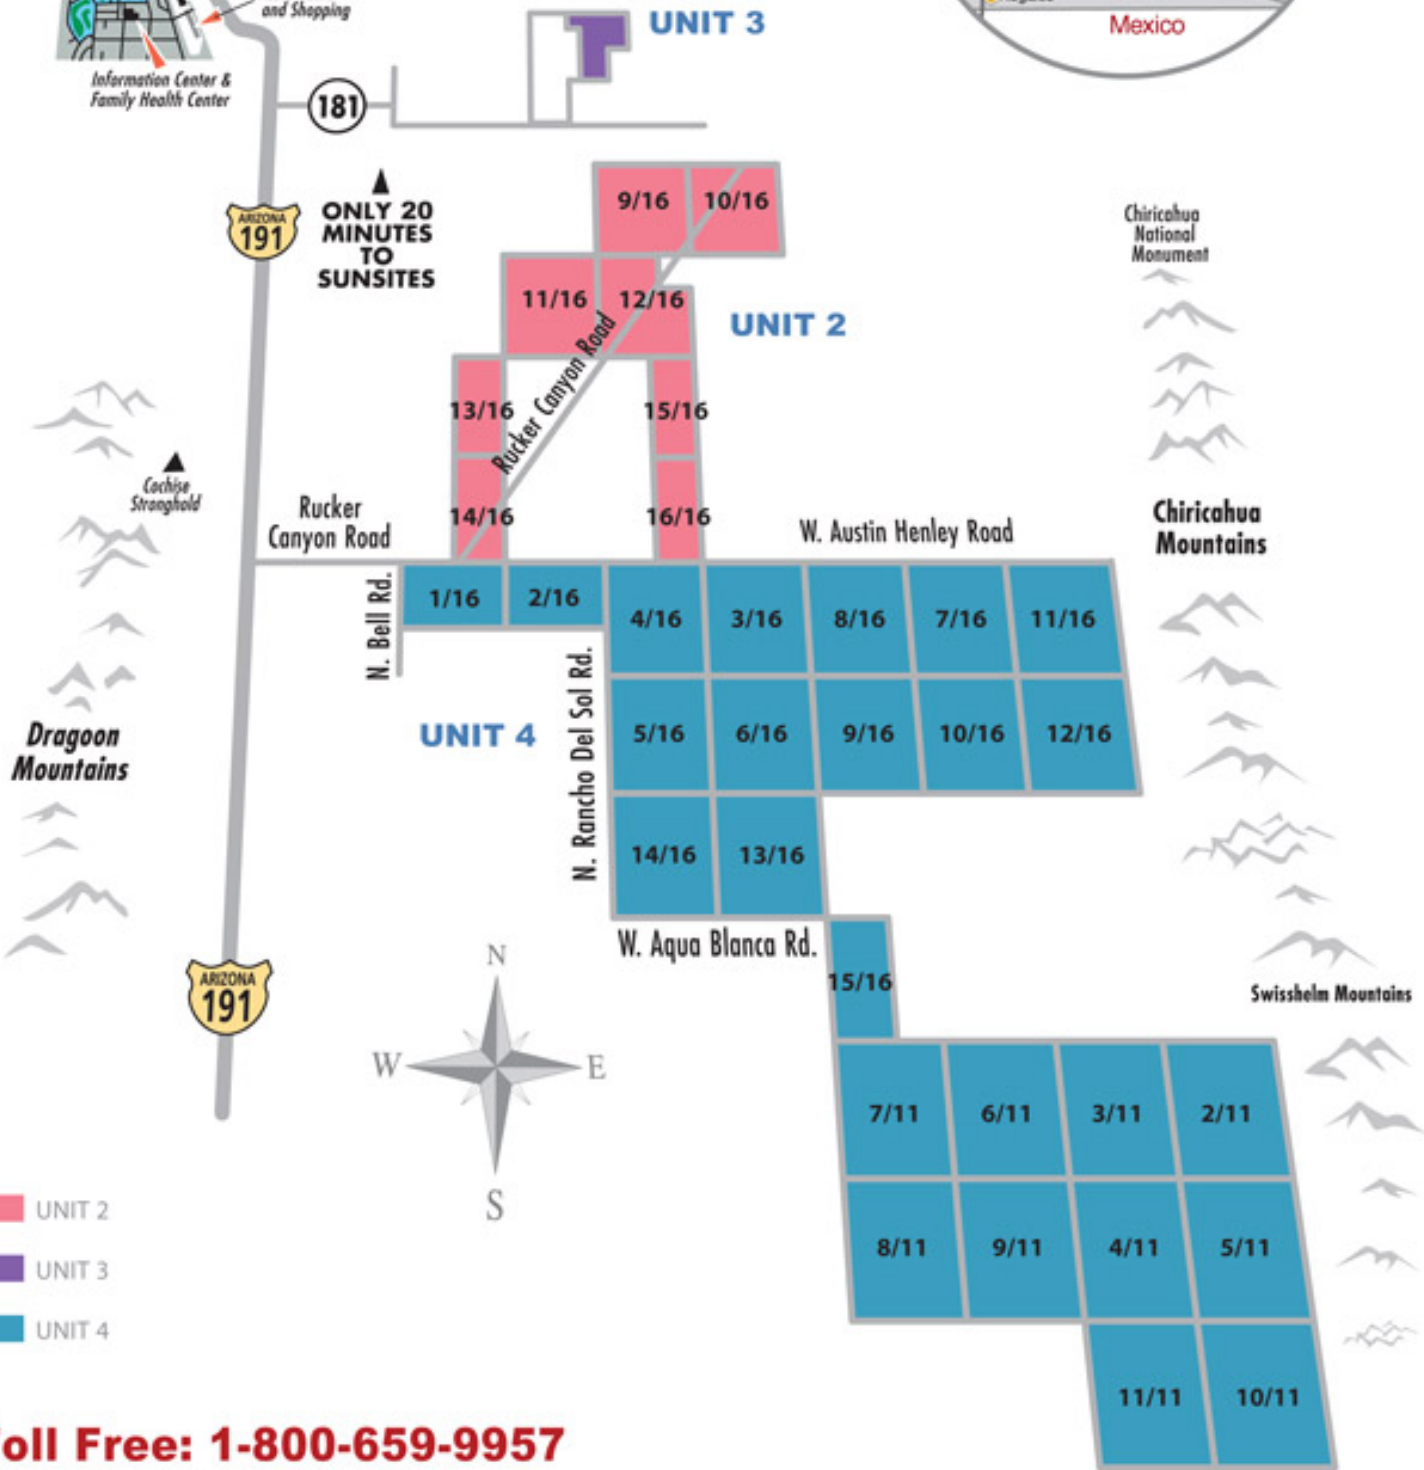 and Shopping
Information Center &
Family Health Center
181
UNIT 3
Mexico
ARIZONA
191
ONLY 20
MINUTES
TO
SUNSITES
9/16
10/16
11/16
12/16
UNIT 2
Rucker Canyon Road
13/16
15/16
14/16
16/16
Chiricahua
National
Monument
Cochise
Stronghold
Rucker
Canyon Road
W. Austin Henley Road
Chiricahua
Mountains
N. Bell Rd.
1/16
2/16
4/16
3/16
8/16
7/16
11/16
UNIT 4
N. Rancho Del Sol Rd.
5/16
6/16
9/16
10/16
12/16
Dragoon
Mountains
14/16
13/16
W. Aqua Blanca Rd.
15/16
Swisshelm Mountains
ARIZONA
191
N
W
E
S
7/11
6/11
3/11
2/11
8/11
9/11
4/11
5/11
11/11
10/11
UNIT 2
UNIT 3
UNIT 4
oll Free: 1-800-659-9957